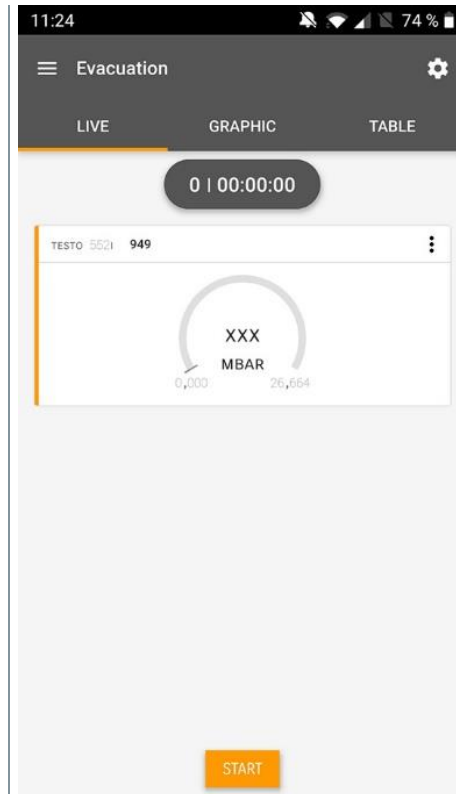 11:24 74 %
Evacuation
LIVE GRAPHIC TABLE
0 | 00:00:00
TESTO 552I 949
XXX
MBAR
0,000 26,664
START